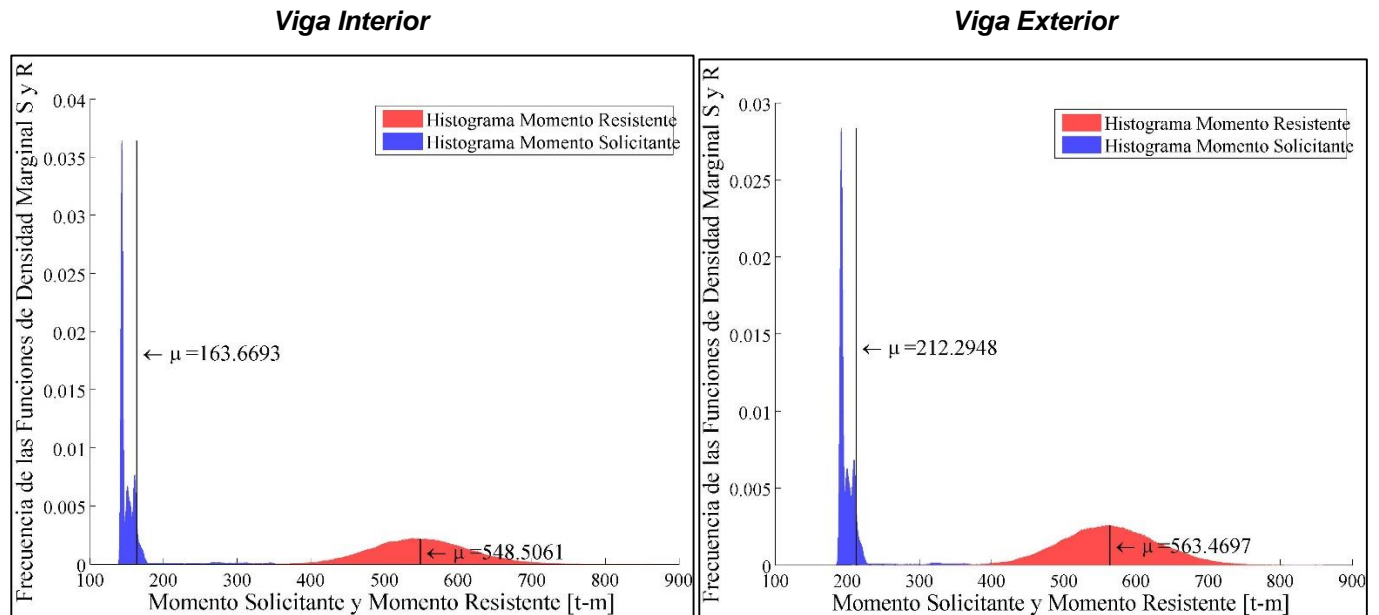 Viga Interior
Frecuencia de las Funciones de Densidad Marginal S y R
0.04
0.035
0.03
0.025
0.02
0.015
0.01
0.005
0
Histograma Momento Resistente
Histograma Momento Solicitante
← μ =163.6693
← μ =548.5061
100 200 300 400 500 600 700 800 900
Momento Solicitante y Momento Resistente [t-m]
Viga Exterior
Frecuencia de las Funciones de Densidad Marginal S y R
0.03
0.025
0.02
0.015
0.01
0.005
0
Histograma Momento Resistente
Histograma Momento Solicitante
← μ =212.2948
← μ =563.4697
100 200 300 400 500 600 700 800 900
Momento Solicitante y Momento Resistente [t-m]